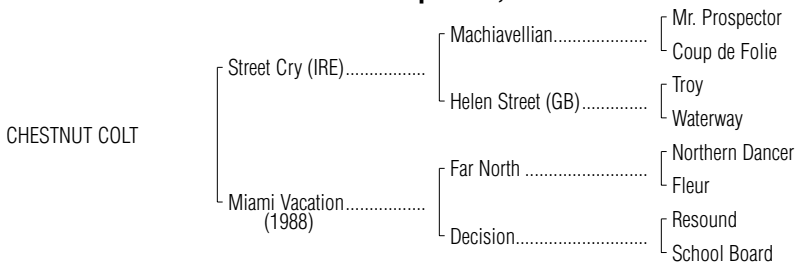 Mr. Prospector
Machiavellian....................
Coup de Folie
Street Cry (IRE).................
Troy
Helen Street (GB)..............
Waterway
CHESTNUT COLT
Northern Dancer
Far North ..........................
Fleur
Miami Vacation.................
(1988)
Resound
Decision............................
School Board